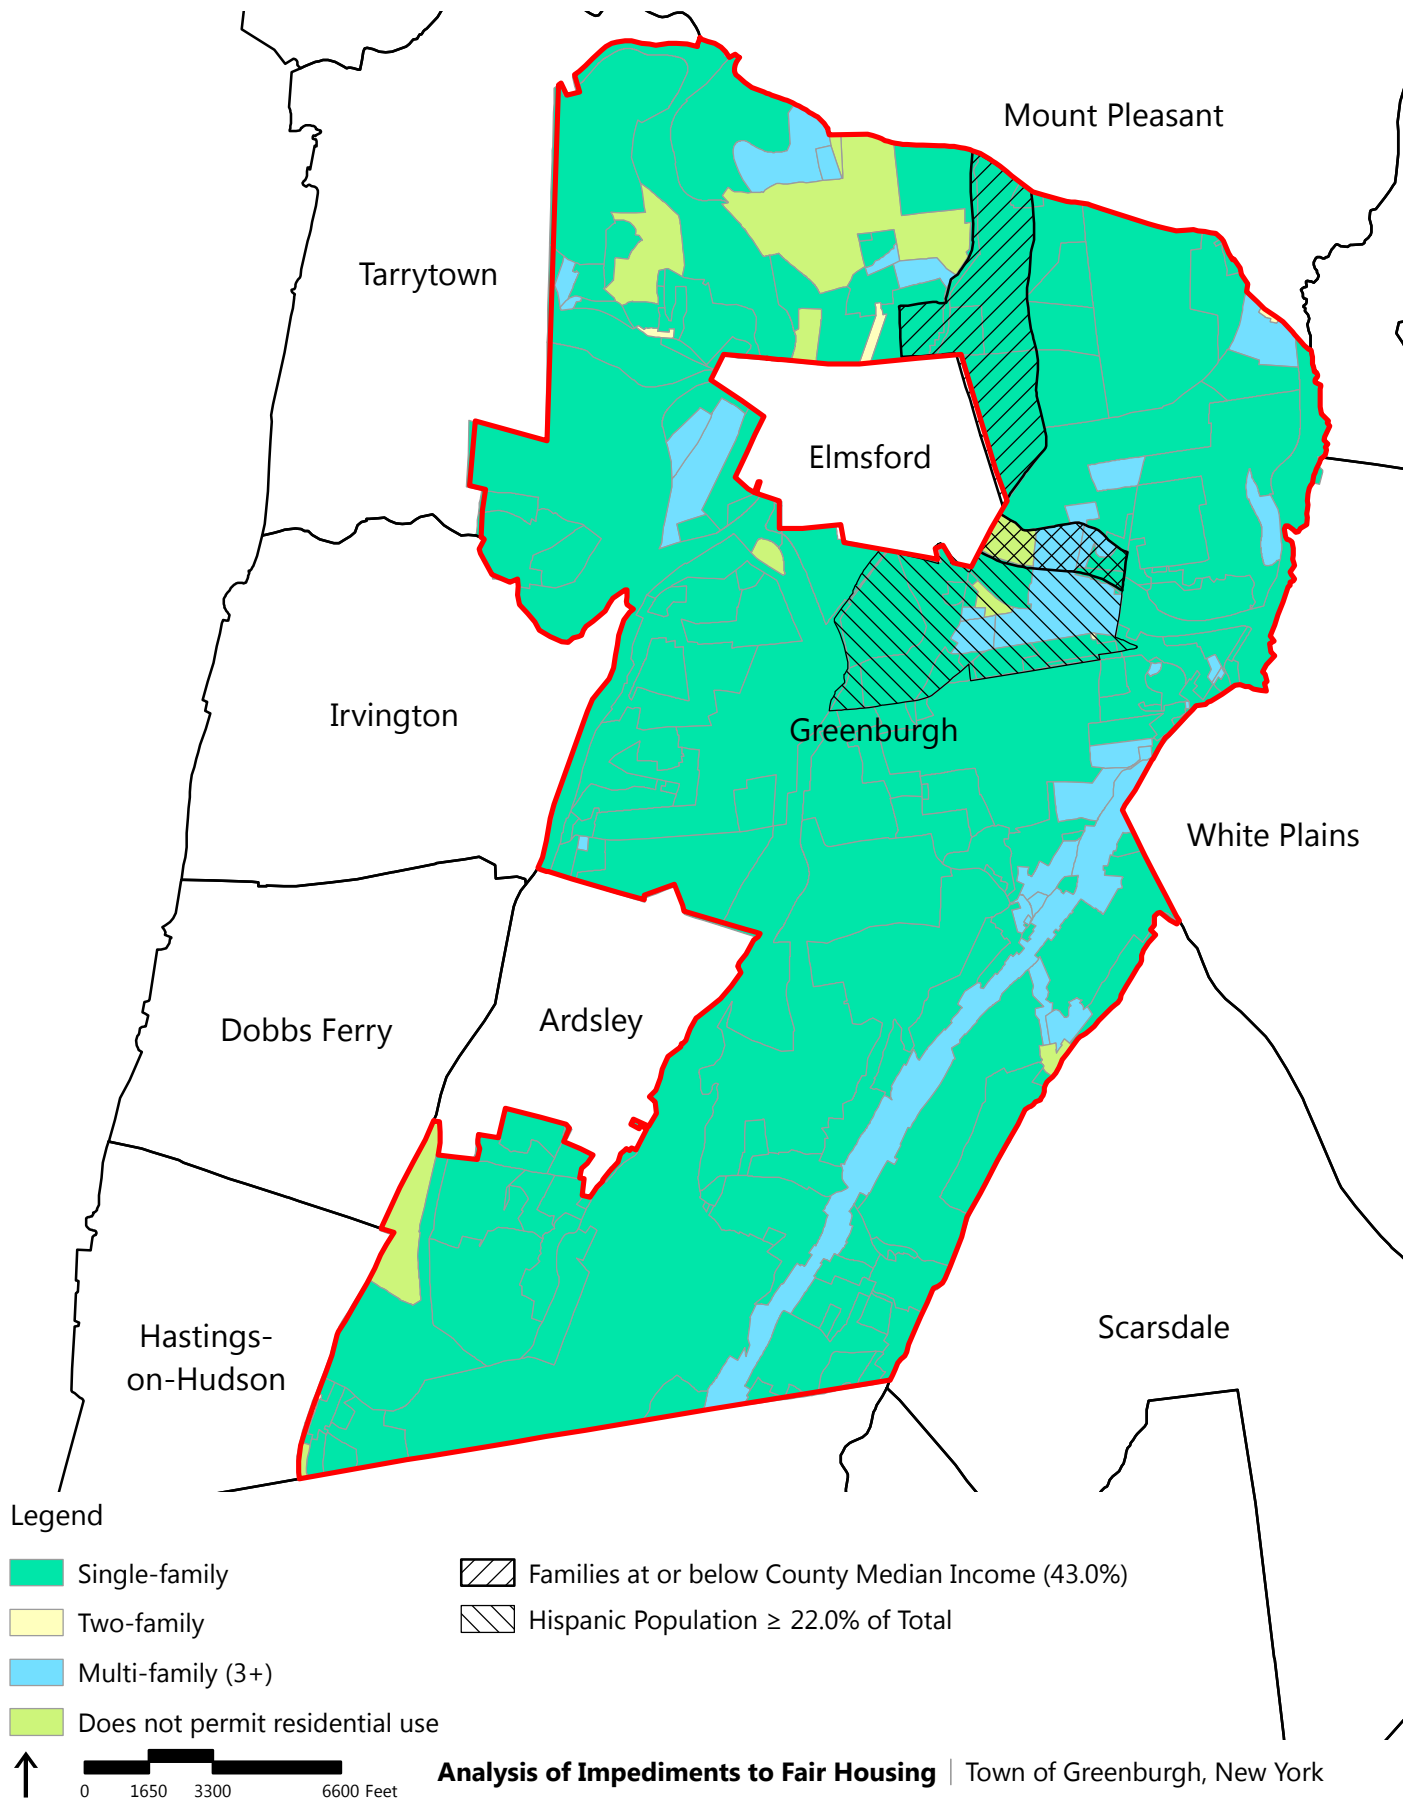 Mount Pleasant
Tarrytown
Elmsford
Irvington
Greenburgh
White Plains
Ardsley
Dobbs Ferry
Scarsdale
Hastings-
on-Hudson
Legend
Single-family
Two-family
Multi-family (3+)
Does not permit residential use
Families at or below County Median Income (43.0%)
Hispanic Population ≥ 22.0% of Total
0 1650 3300 6600 Feet
Analysis of Impediments to Fair Housing | Town of Greenburgh, New York